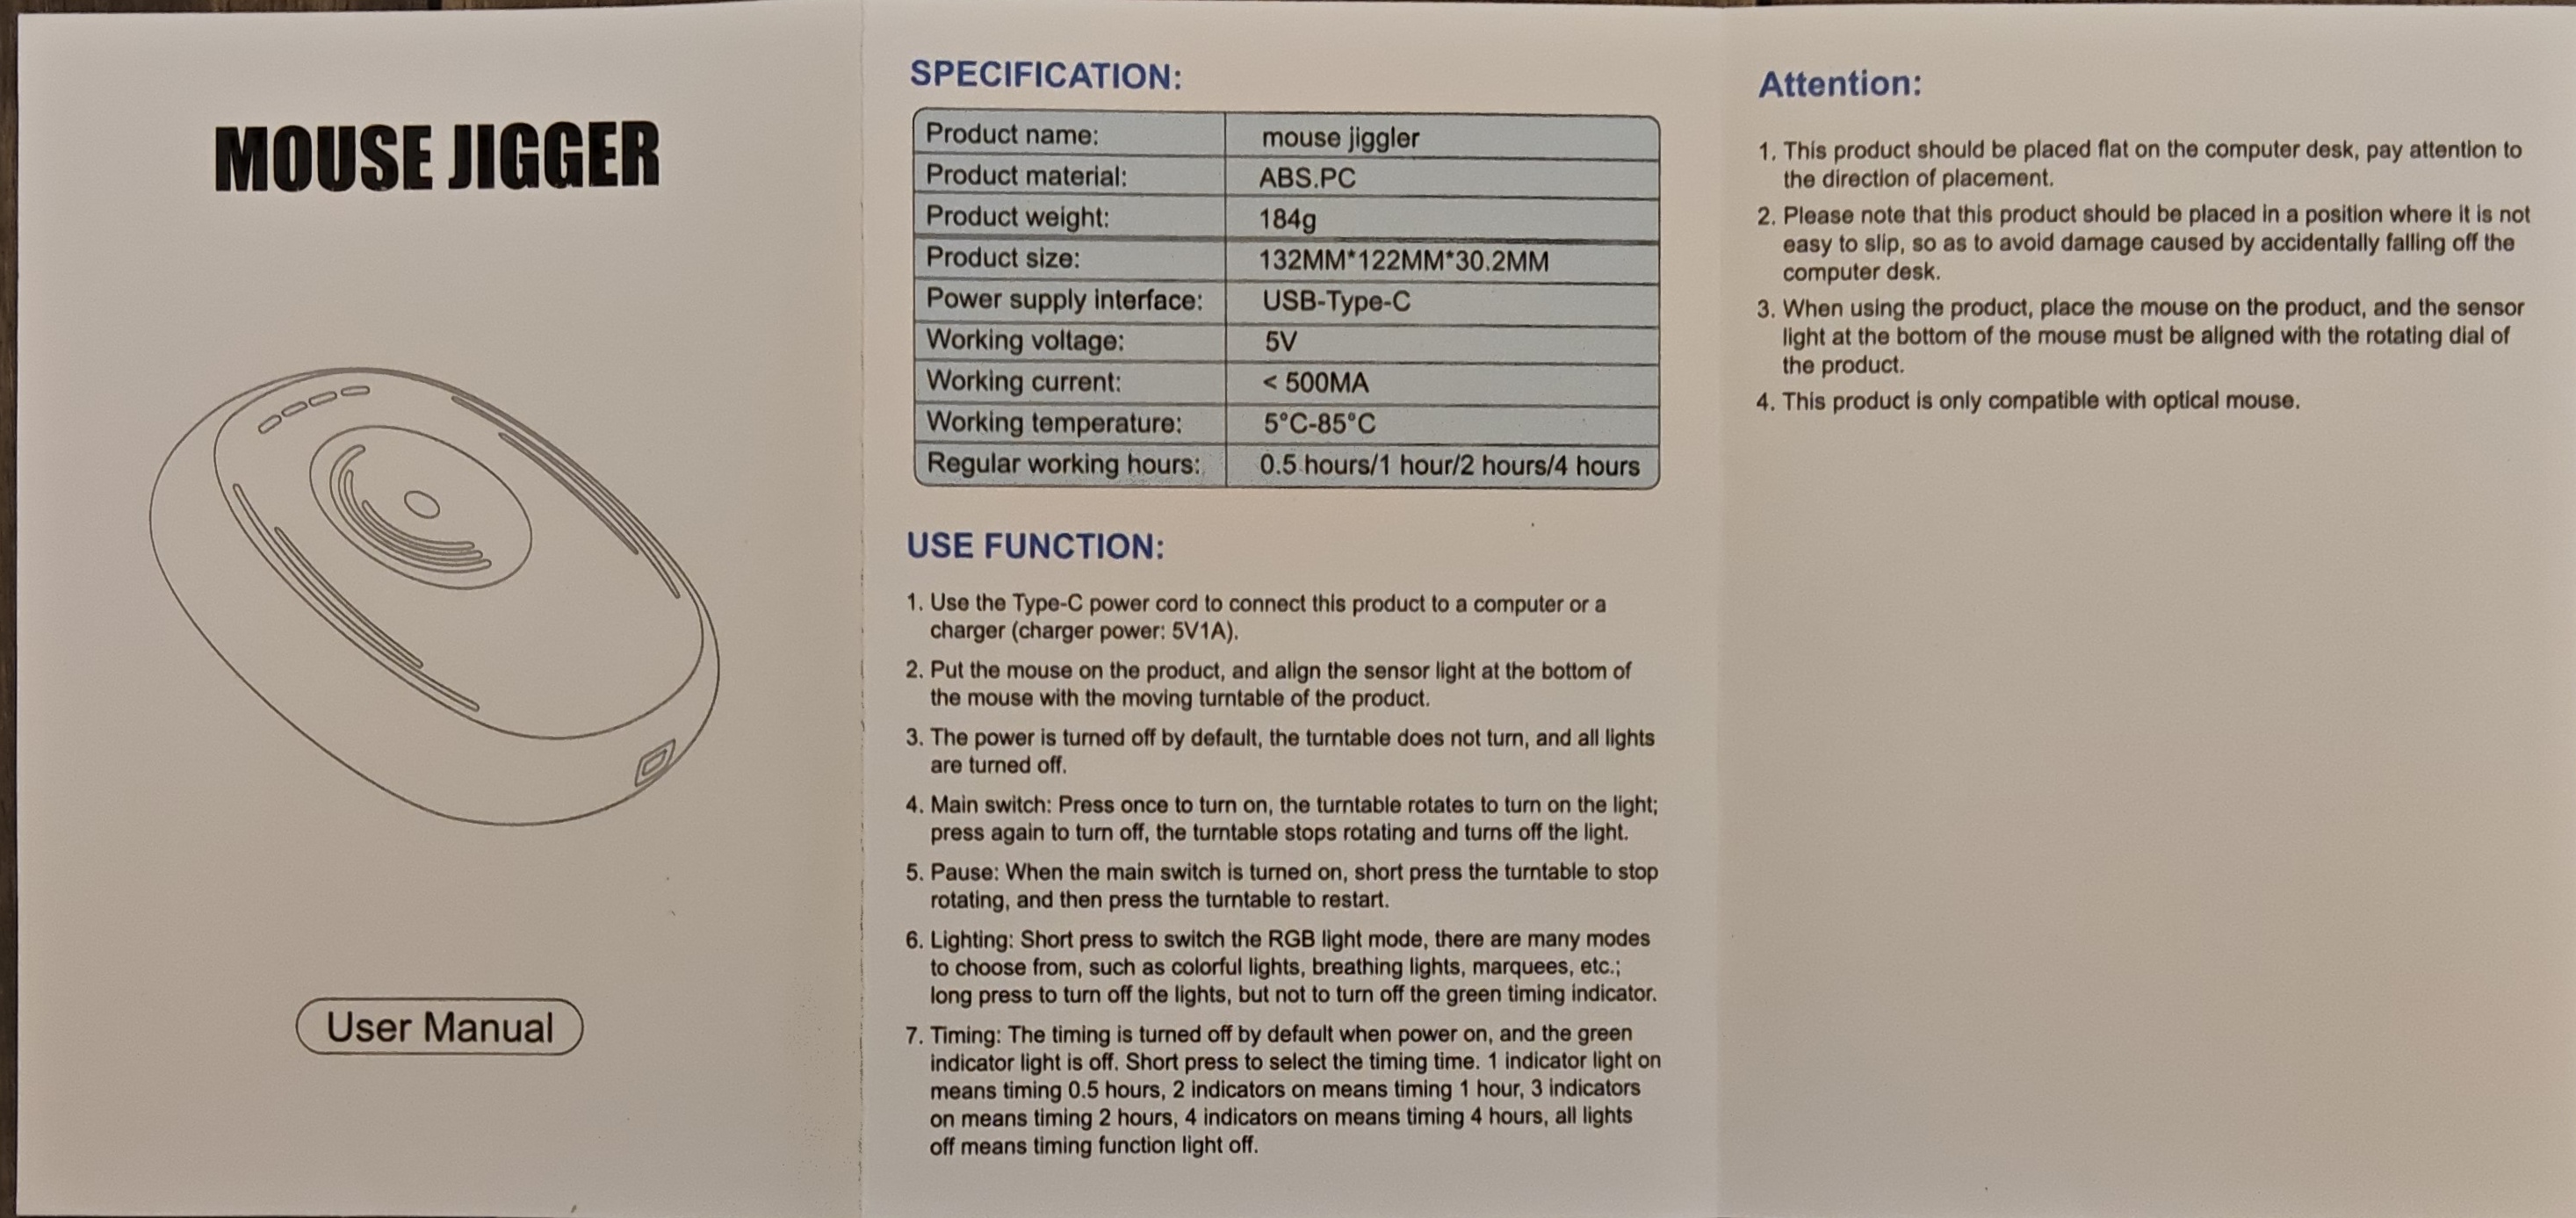 MOUSE JIGGER
User Manual
SPECIFICATION:
Product name: mouse jiggler
Product material: ABS.PC
Product weight: 184g
Product size: 132MM*122MM*30.2MM
Power supply interface: USB-Type-C
Working voltage: 5V
Working current: < 500MA
Working temperature: 5°C-85°C
Regular working hours: 0.5 hours/1 hour/2 hours/4 hours
USE FUNCTION:
1. Use the Type-C power cord to connect this product to a computer or a
charger (charger power: 5V1A).
2. Put the mouse on the product, and align the sensor light at the bottom of
the mouse with the moving turntable of the product.
3. The power is turned off by default, the turntable does not turn, and all lights
are turned off.
4. Main switch: Press once to turn on, the turntable rotates to turn on the light;
press again to turn off, the turntable stops rotating and turns off the light.
5. Pause: When the main switch is turned on, short press the turntable to stop
rotating, and then press the turntable to restart.
6. Lighting: Short press to switch the RGB light mode, there are many modes
to choose from, such as colorful lights, breathing lights, marquees, etc.;
long press to turn off the lights, but not to turn off the green timing indicator.
7. Timing: The timing is turned off by default when power on, and the green
indicator light is off. Short press to select the timing time. 1 indicator light on
means timing 0.5 hours, 2 indicators on means timing 1 hour, 3 indicators
on means timing 2 hours, 4 indicators on means timing 4 hours, all lights
off means timing function light off.
Attention:
1. This product should be placed flat on the computer desk, pay attention to
the direction of placement.
2. Please note that this product should be placed in a position where it is not
easy to slip, so as to avoid damage caused by accidentally falling off the
computer desk.
3. When using the product, place the mouse on the product, and the sensor
light at the bottom of the mouse must be aligned with the rotating dial of
the product.
4. This product is only compatible with optical mouse.